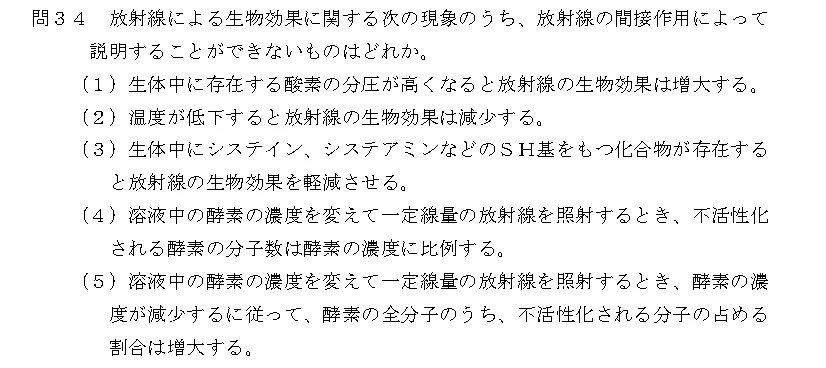 問３４　放射線による生物効果に関する次の現象のうち、放射線の間接作用によって
説明することができないものはどれか。
（１）生体中に存在する酸素の分圧が高くなると放射線の生物効果は増大する。
（２）温度が低下すると放射線の生物効果は減少する。
（３）生体中にシステイン、システアミンなどのＳＨ基をもつ化合物が存在する
と放射線の生物効果を軽減させる。
（４）溶液中の酵素の濃度を変えて一定線量の放射線を照射するとき、不活性化
される酵素の分子数は酵素の濃度に比例する。
（５）溶液中の酵素の濃度を変えて一定線量の放射線を照射するとき、酵素の濃
度が減少するに従って、酵素の全分子のうち、不活性化される分子の占める
割合は増大する。